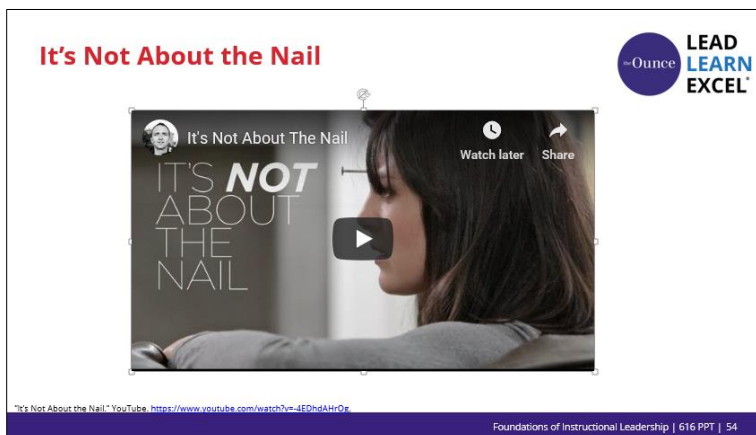 It's Not About the Nail
the Ounce
LEAD
LEARN
EXCEL®
It's Not About The Nail
Watch later
Share
IT'S NOT
ABOUT
THE
NAIL
"It's Not About the Nail." YouTube. https://www.youtube.com/watch?v=-4EDhdAHrOg.
Foundations of Instructional Leadership | 616 PPT | 54